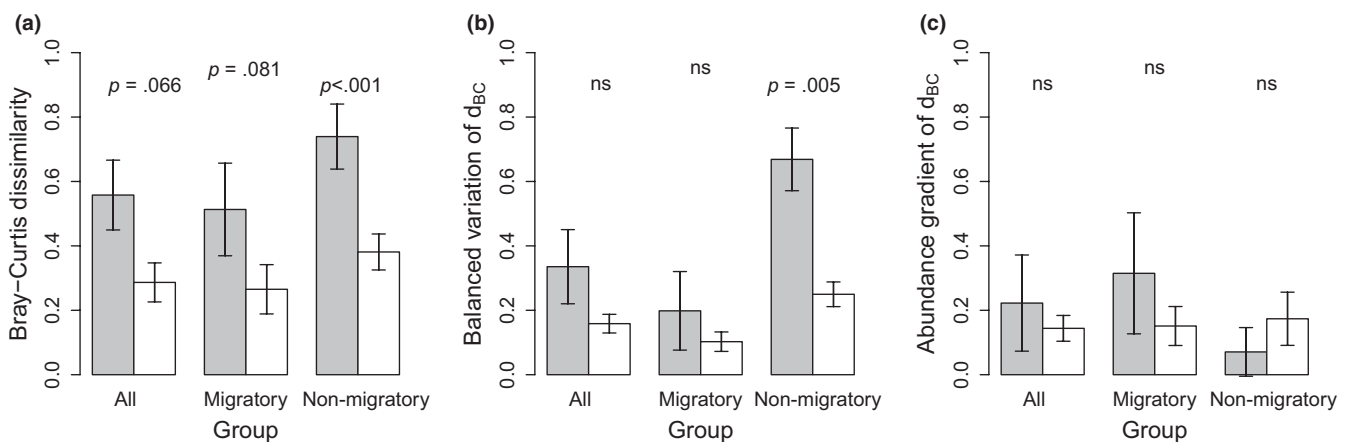 (a)
Bray–Curtis dissimilarity
1.0
0.8
0.6
0.4
0.2
0.0
p = .066
p = .081
p<.001
All
Migratory
Non-migratory
Group
(b)
Balanced variation of dBC
1.0
0.8
0.6
0.4
0.2
0.0
ns
ns
p = .005
All
Migratory
Non-migratory
Group
(c)
Abundance gradient of dBC
1.0
0.8
0.6
0.4
0.2
0.0
ns
ns
ns
All
Migratory
Non-migratory
Group